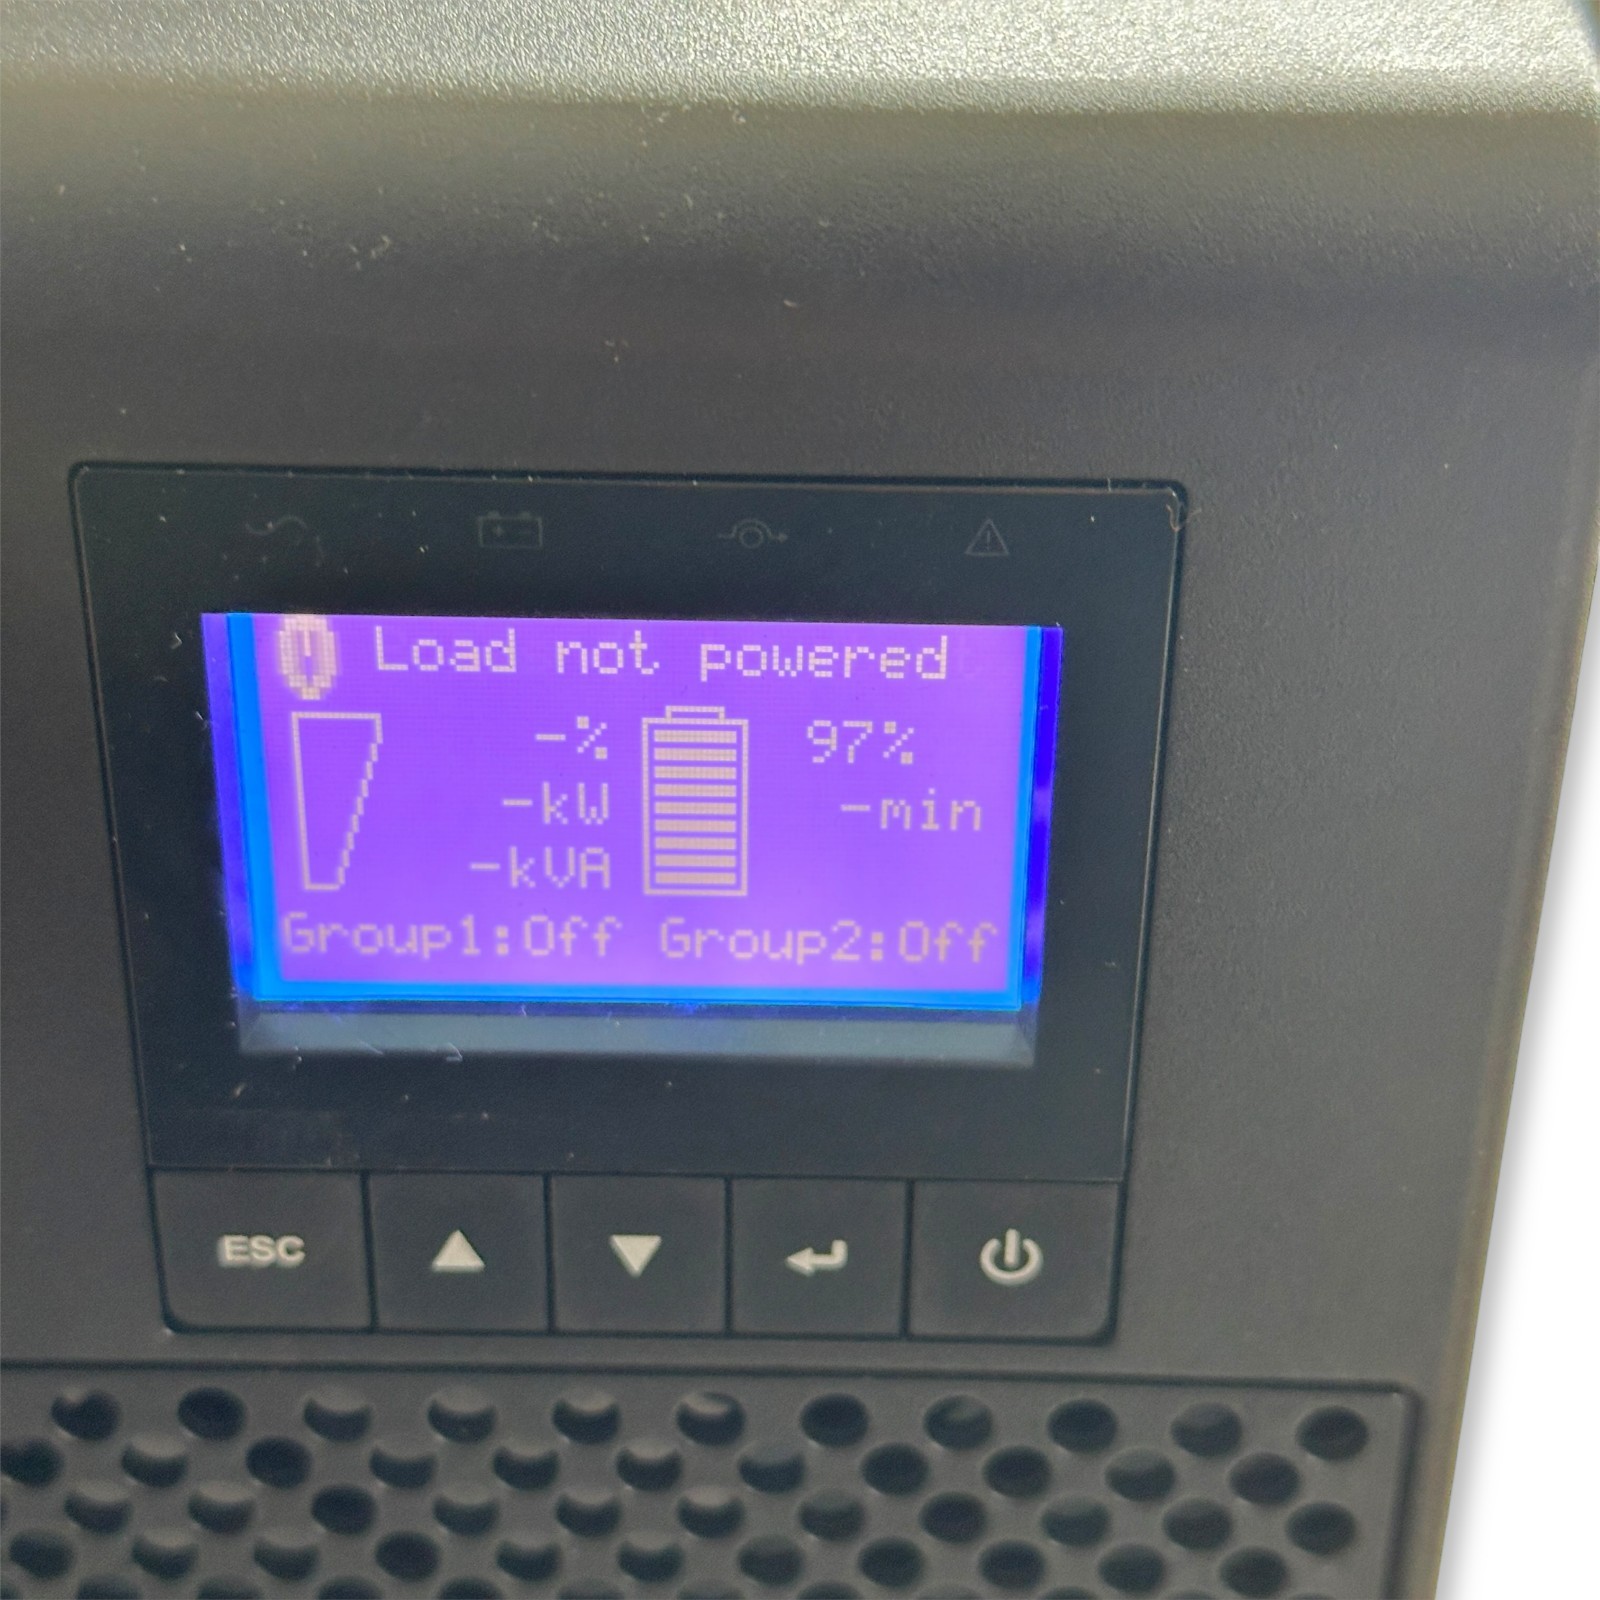 Load not powered
-% 97%
-kW -min
-kVA
Group1:Off Group2:Off
ESC